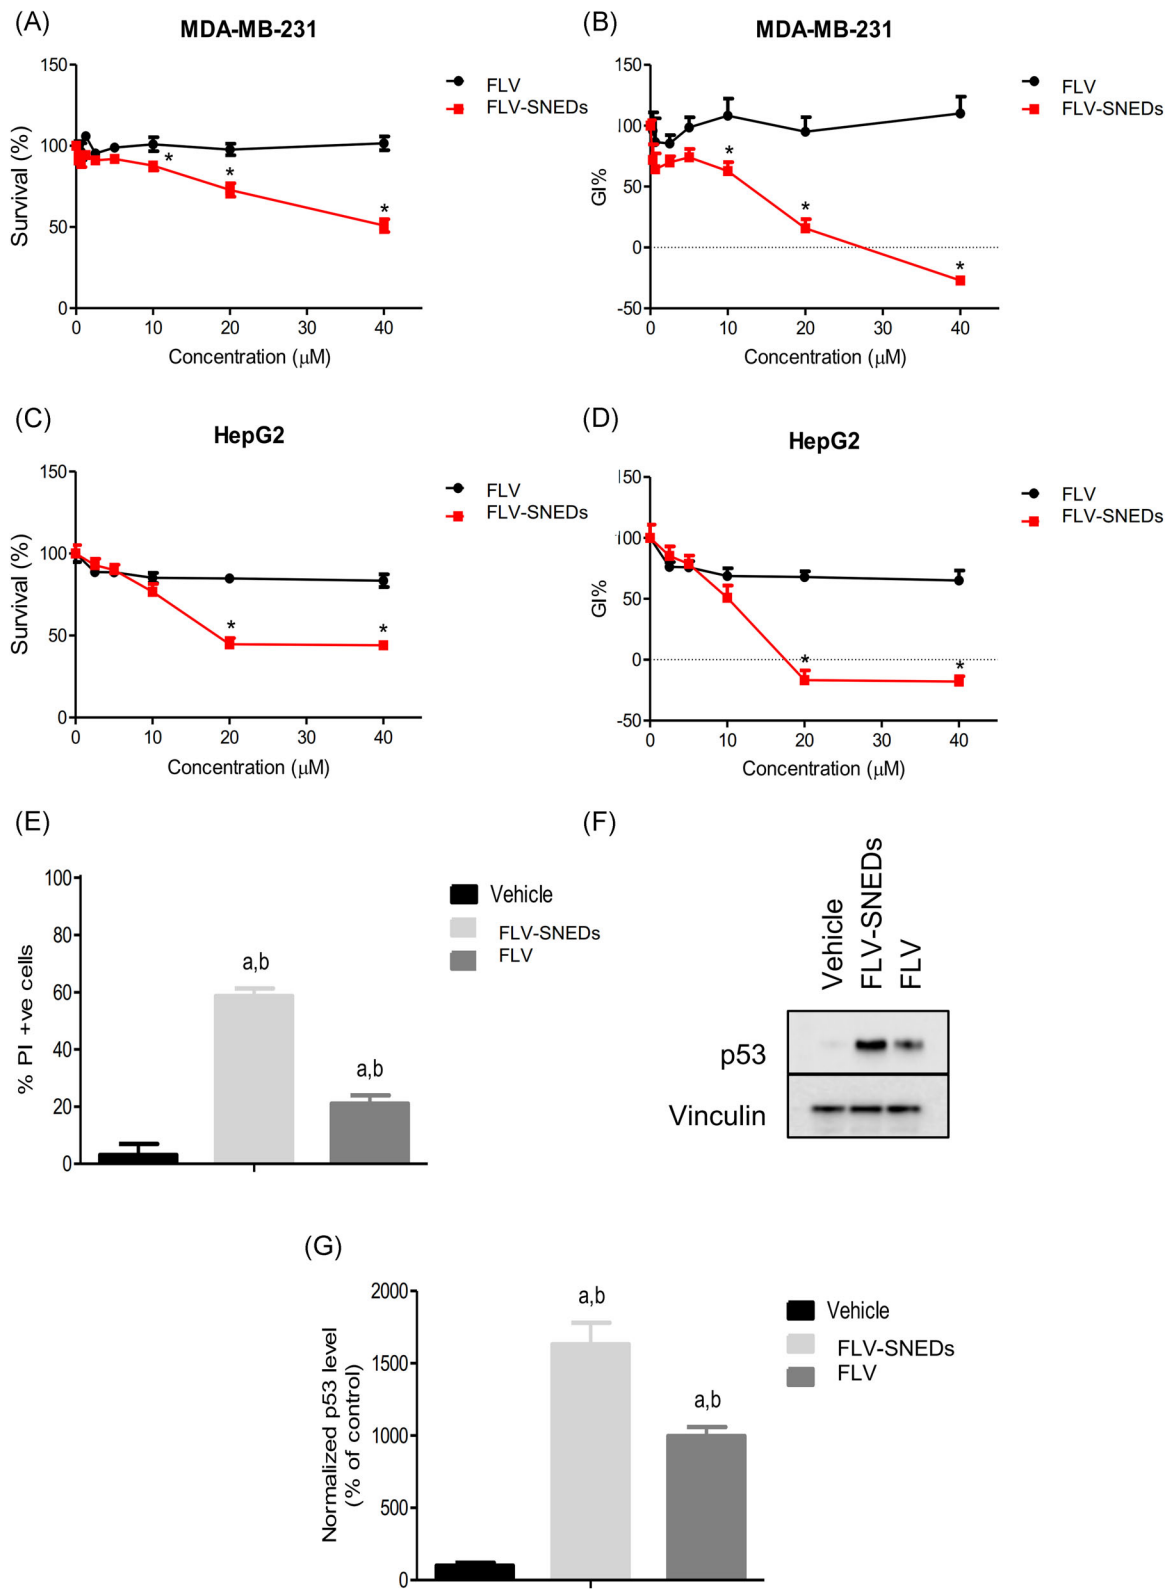 (A)
MDA-MB-231
Survival (%)
150
100
50
0
0 10 20 30 40
Concentration (μM)
FLV
FLV-SNEDs
*
*
*
(B)
MDA-MB-231
GI%
150
100
50
0
-50
0 10 20 30 40
Concentration (μM)
FLV
FLV-SNEDs
*
*
*
(C)
HepG2
Survival (%)
150
100
50
0
0 10 20 30 40
Concentration (μM)
FLV
FLV-SNEDs
*
*
(D)
HepG2
GI%
150
100
50
0
-50
0 10 20 30 40
Concentration (μM)
FLV
FLV-SNEDs
*
*
(E)
% PI +ve cells
100
80
60
40
20
0
a,b
a,b
Vehicle
FLV-SNEDs
FLV
(F)
Vehicle
FLV-SNEDs
FLV
p53
Vinculin
(G)
Normalized p53 level
(% of control)
2000
1500
1000
500
0
a,b
a,b
Vehicle
FLV-SNEDs
FLV